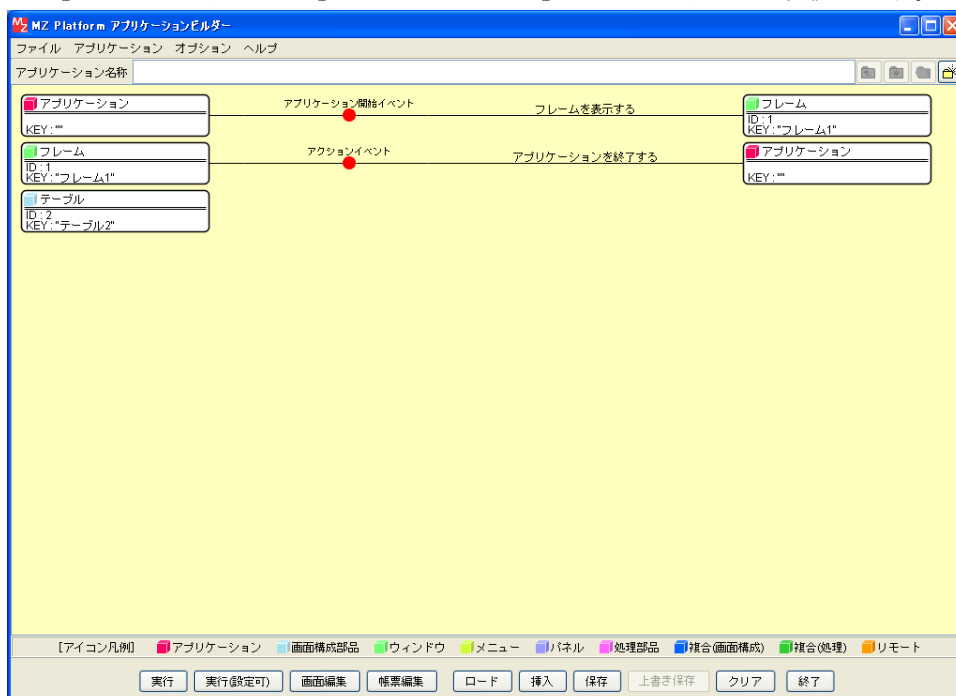 MZ Platform アプリケーションビルダー
ファイル アプリケーション オプション ヘルプ
アプリケーション名称
アプリケーション アプリケーション開始イベント フレームを表示する フレーム
KEY:"" ID:1
KEY:"フレーム1"
フレーム アクションイベント アプリケーションを終了する アプリケーション
ID:1
KEY:"フレーム1" KEY:""
テーブル
ID:2
KEY:"テーブル2"
[アイコン凡例] アプリケーション 画面構成部品 ウィンドウ メニュー パネル 処理部品 複合(画面構成) 複合(処理) リモート
実行 実行(設定可) 画面編集 帳票編集 ロード 挿入 保存 上書き保存 クリア 終了